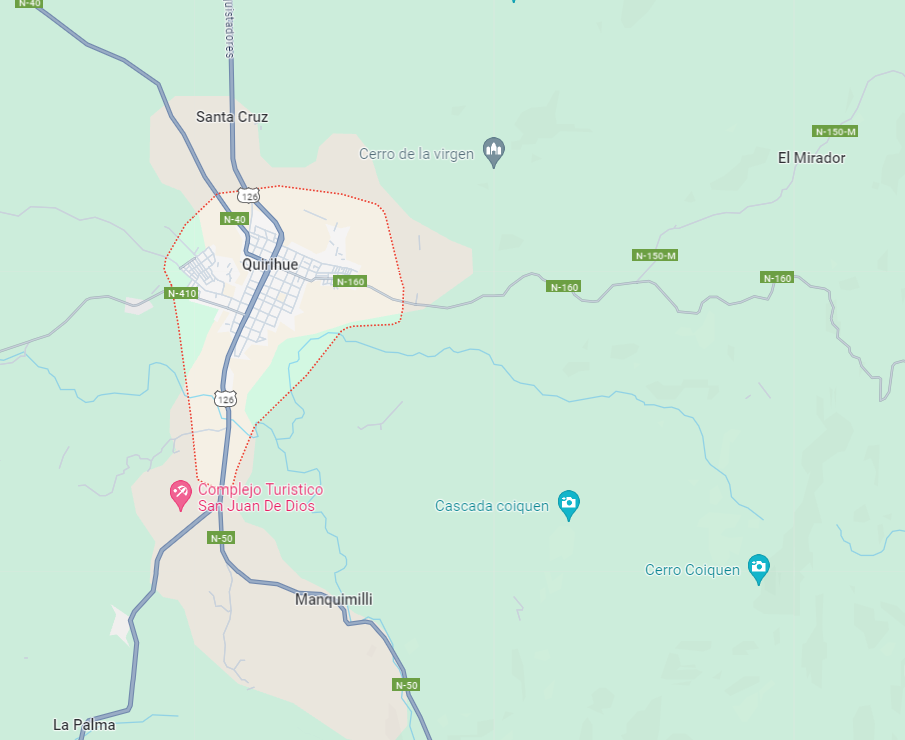 N-40
uistadores
Santa Cruz
N-150-M
Cerro de la virgen
El Mirador
126
N-40
N-150-M
Quirihue
N-160
N-160
N-160
N-410
126
Complejo Turistico
San Juan De Dios
Cascada coiquen
N-50
Cerro Coiquen
Manquimilli
N-50
La Palma